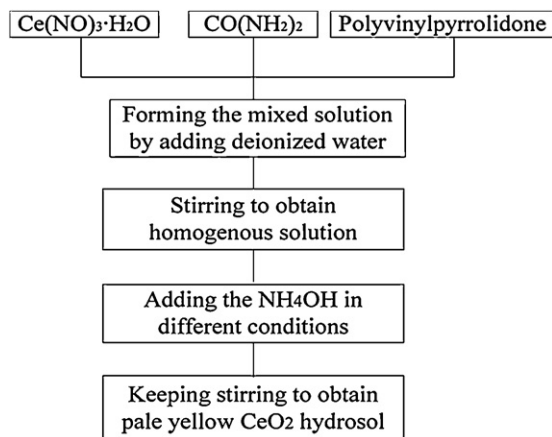 Ce(NO)3·H2O
CO(NH2)2
Polyvinylpyrrolidone
Forming the mixed solution
by adding deionized water
Stirring to obtain
homogenous solution
Adding the NH4OH in
different conditions
Keeping stirring to obtain
pale yellow CeO2 hydrosol